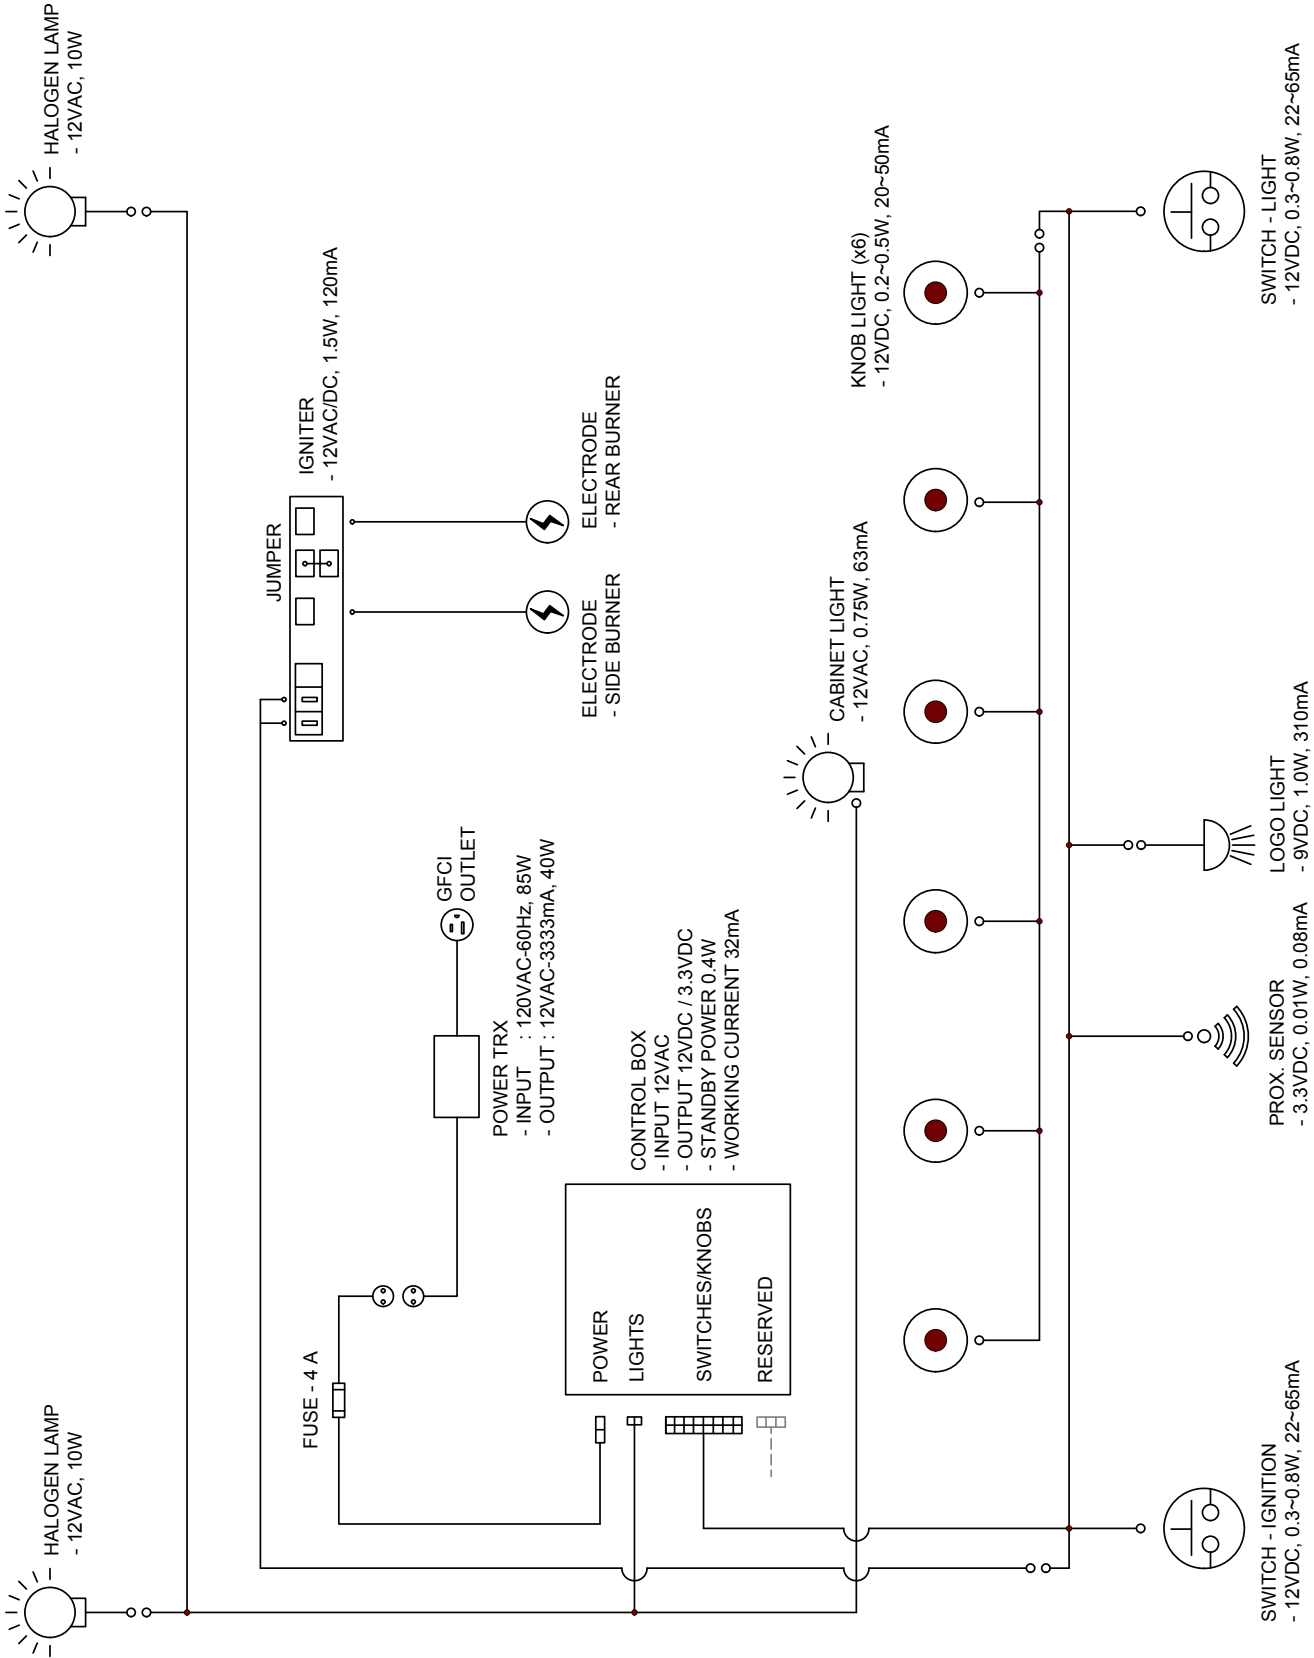 HALOGEN LAMP
- 12VAC, 10W
HALOGEN LAMP
- 12VAC, 10W
FUSE - 4 A
JUMPER
IGNITER
- 12VAC/DC, 1.5W, 120mA
GFCI
OUTLET
POWER TRX
- INPUT : 120VAC-60Hz, 85W
- OUTPUT : 12VAC-3333mA, 40W
ELECTRODE
- SIDE BURNER
ELECTRODE
- REAR BURNER
CONTROL BOX
- INPUT 12VAC
- OUTPUT 12VDC / 3.3VDC
- STANDBY POWER 0.4W
- WORKING CURRENT 32mA
POWER
LIGHTS
SWITCHES/KNOBS
RESERVED
CABINET LIGHT
- 12VAC, 0.75W, 63mA
KNOB LIGHT (x6)
- 12VDC, 0.2~0.5W, 20~50mA
SWITCH - IGNITION
- 12VDC, 0.3~0.8W, 22~65mA
PROX. SENSOR
- 3.3VDC, 0.01W, 0.08mA
LOGO LIGHT
- 9VDC, 1.0W, 310mA
SWITCH - LIGHT
- 12VDC, 0.3~0.8W, 22~65mA